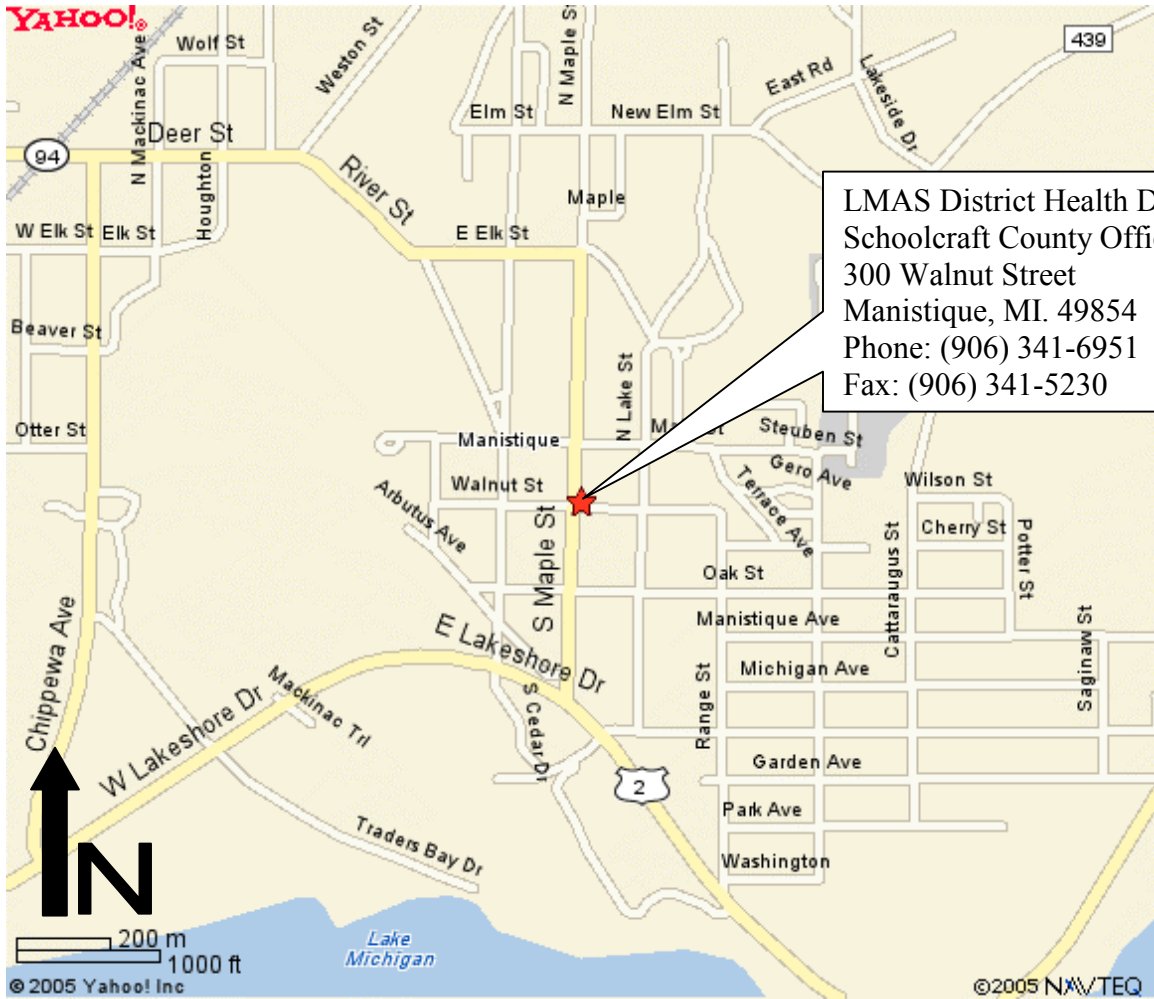 YAHOO!®
Wolf St
Weston St
N Mackinac Ave
N Maple St
439
East Rd
Lakeside Dr
Elm St
New Elm St
Deer St
94
Houghton
River St
Maple
W Elk St
Elk St
E Elk St
LMAS District Health D
Schoolcraft County Offi
300 Walnut Street
Manistique, MI. 49854
Phone: (906) 341-6951
Fax: (906) 341-5230
Beaver St
N Lake St
Otter St
Manistique
Steuben St
Gero Ave
Walnut St
Terrace Ave
Wilson St
Arbutus Ave
Cherry St
Potter St
S Maple St
Cattaraugus St
Oak St
Manistique Ave
E Lakeshore Dr
Michigan Ave
Saginaw St
Chippewa Ave
Mackinac Trl
S Cedar Dr
Range St
W Lakeshore Dr
Garden Ave
2
Park Ave
Traders Bay Dr
Washington
N
200 m
1000 ft
Lake
Michigan
© 2005 Yahoo! Inc
©2005 NAVTEQ